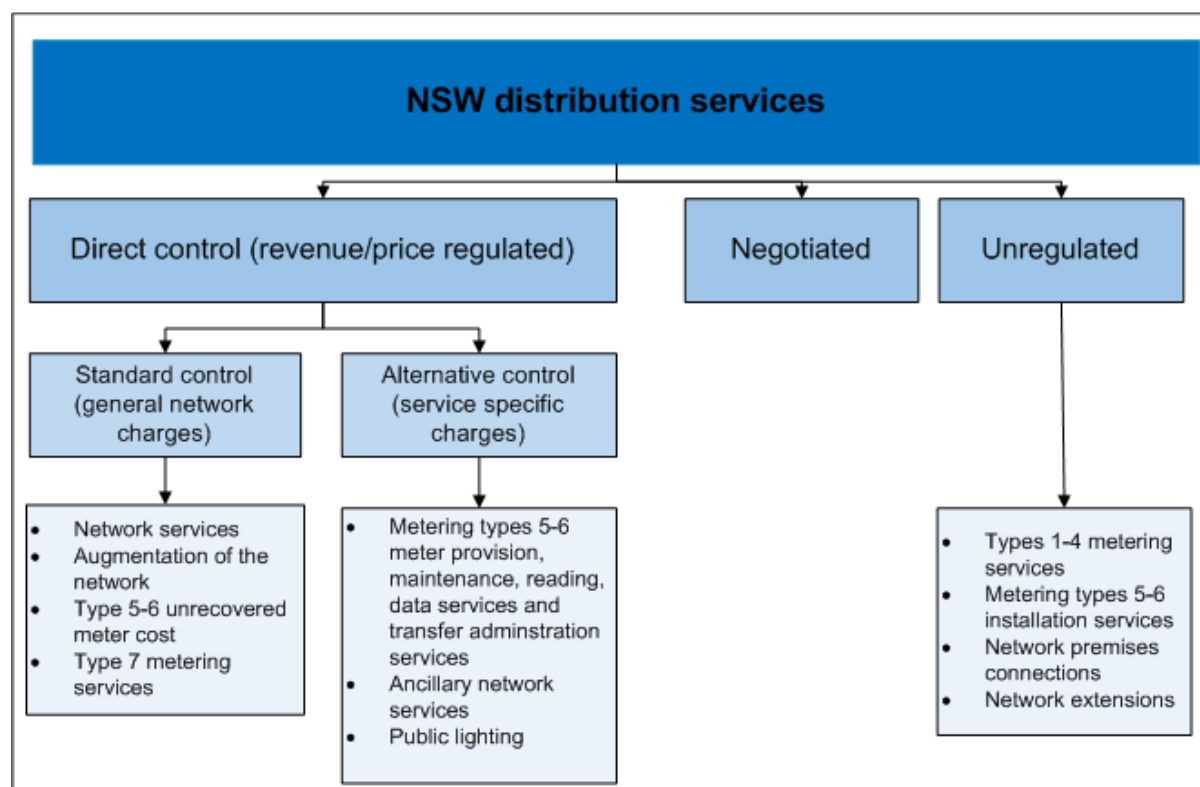 NSW distribution services
Direct control (revenue/price regulated)
Negotiated
Unregulated
Standard control
(general network
charges)
Alternative control
(service specific
charges)
• Network services
• Augmentation of the
network
• Type 5-6 unrecovered
meter cost
• Type 7 metering
services
• Metering types 5-6
meter provision,
maintenance, reading,
data services and
transfer adminstration
services
• Ancillary network
services
• Public lighting
• Types 1-4 metering
services
• Metering types 5-6
installation services
• Network premises
connections
• Network extensions